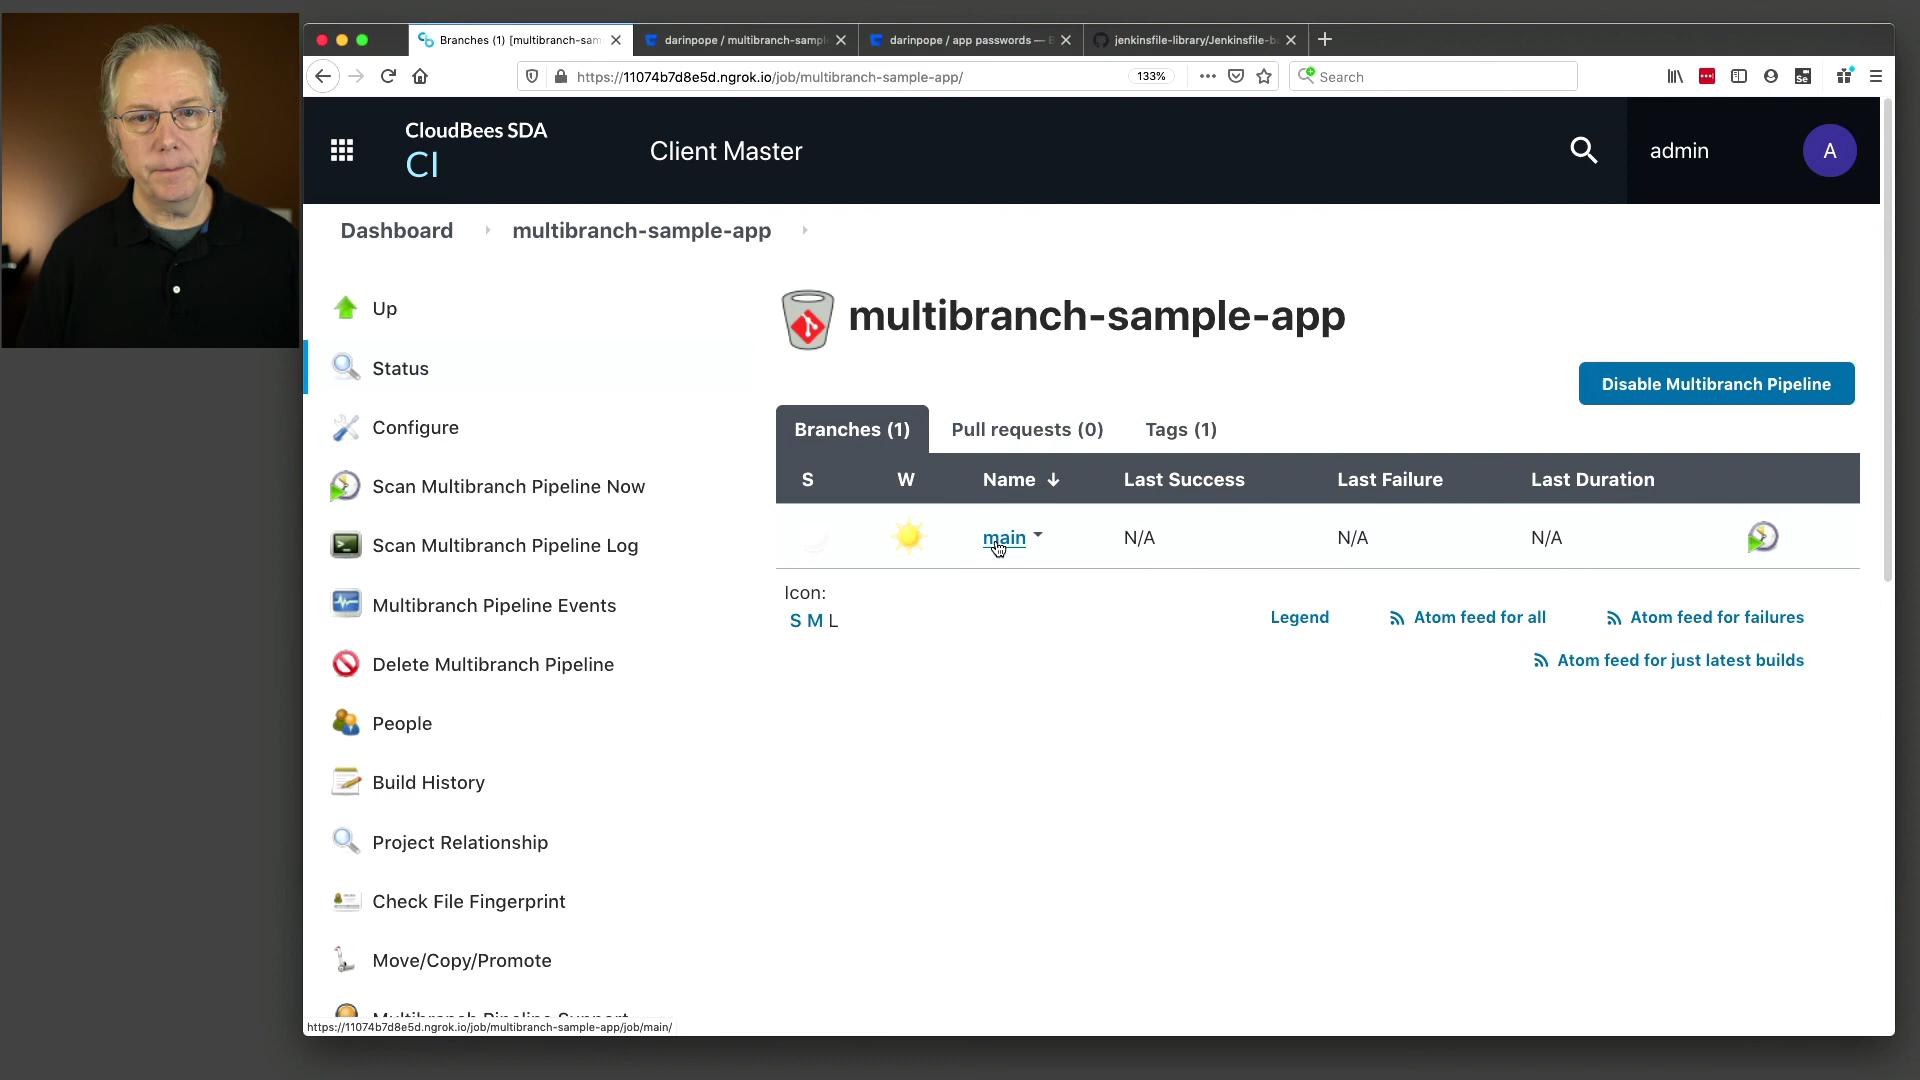 Branches (1) [multibranch-sam
darinpope / multibranch-sampl
darinpope / app passwords — B
jenkinsfile-library/Jenkinsfile-b
https://11074b7d8e5d.ngrok.io/job/multibranch-sample-app/
133%
Search
CloudBees SDA
CI
Client Master
admin
A
Dashboard
multibranch-sample-app
Up
Status
Configure
Scan Multibranch Pipeline Now
Scan Multibranch Pipeline Log
Multibranch Pipeline Events
Delete Multibranch Pipeline
People
Build History
Project Relationship
Check File Fingerprint
Move/Copy/Promote
Multibranch Pipeline Support
multibranch-sample-app
Disable Multibranch Pipeline
Branches (1) Pull requests (0) Tags (1)
S W Name ↓ Last Success Last Failure Last Duration
main N/A N/A N/A
Icon:
S M L
Legend Atom feed for all Atom feed for failures
Atom feed for just latest builds
https://11074b7d8e5d.ngrok.io/job/multibranch-sample-app/job/main/